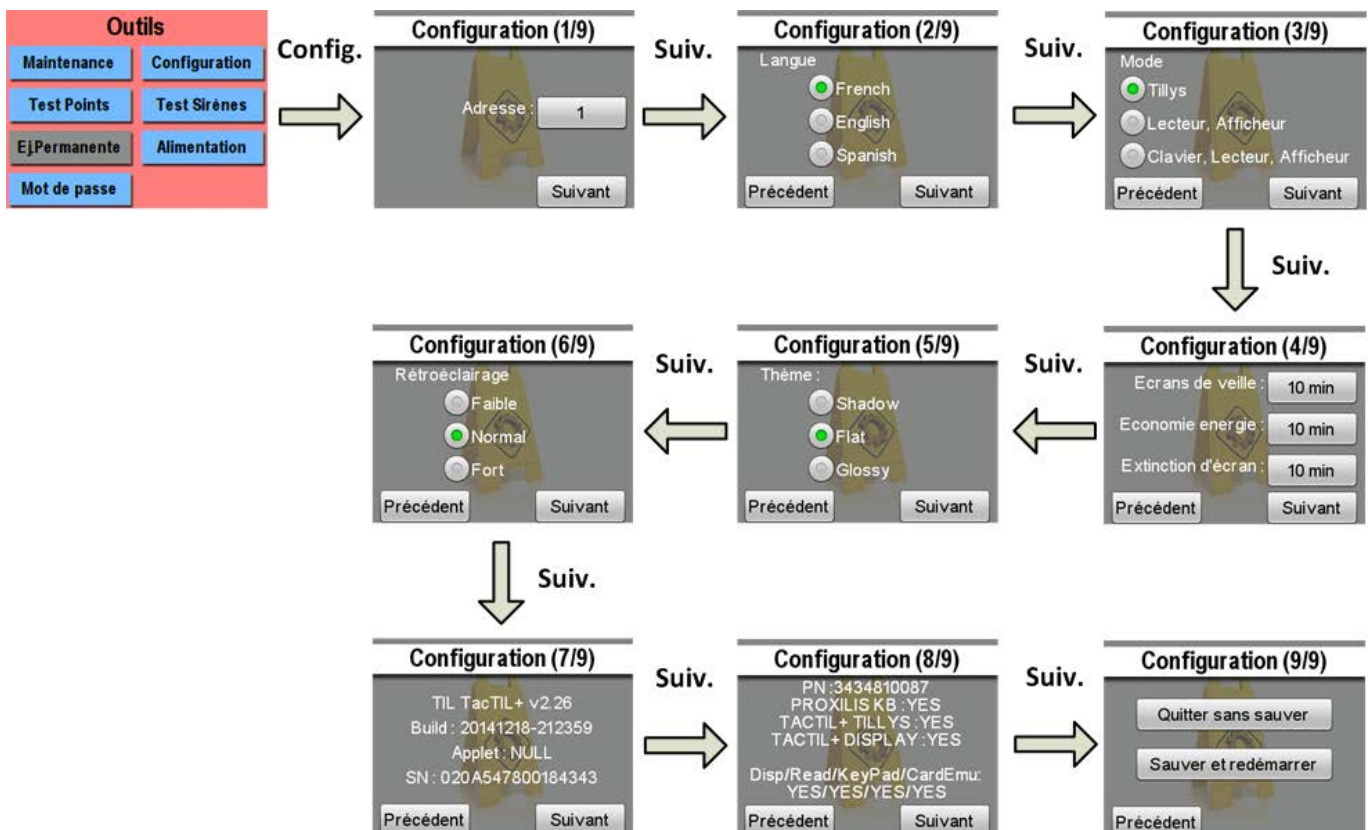 Outils
Maintenance
Configuration
Test Points
Test Sirènes
Ej.Permanente
Alimentation
Mot de passe
Config.
Configuration (1/9)
Adresse :
1
Suivant
Suiv.
Configuration (2/9)
Langue
French
English
Spanish
Précédent
Suivant
Suiv.
Configuration (3/9)
Mode
Tillys
Lecteur, Afficheur
Clavier, Lecteur, Afficheur
Précédent
Suivant
Suiv.
Configuration (4/9)
Ecrans de veille : 10 min
Economie energie : 10 min
Extinction d'écran : 10 min
Précédent
Suivant
Suiv.
Configuration (5/9)
Thème :
Shadow
Flat
Glossy
Précédent
Suivant
Suiv.
Configuration (6/9)
Rétroéclairage
Faible
Normal
Fort
Précédent
Suivant
Suiv.
Configuration (7/9)
TIL TacTIL+ v2.26
Build : 20141218-212359
Applet : NULL
SN : 020A547800184343
Précédent
Suivant
Suiv.
Configuration (8/9)
PN :3434810087
PROXILIS KB :YES
TACTIL+ TILLYS :YES
TACTIL+ DISPLAY :YES
Disp/Read/KeyPad/CardEmu:
YES/YES/YES/YES
Précédent
Suivant
Suiv.
Configuration (9/9)
Quitter sans sauver
Sauver et redémarrer
Précédent